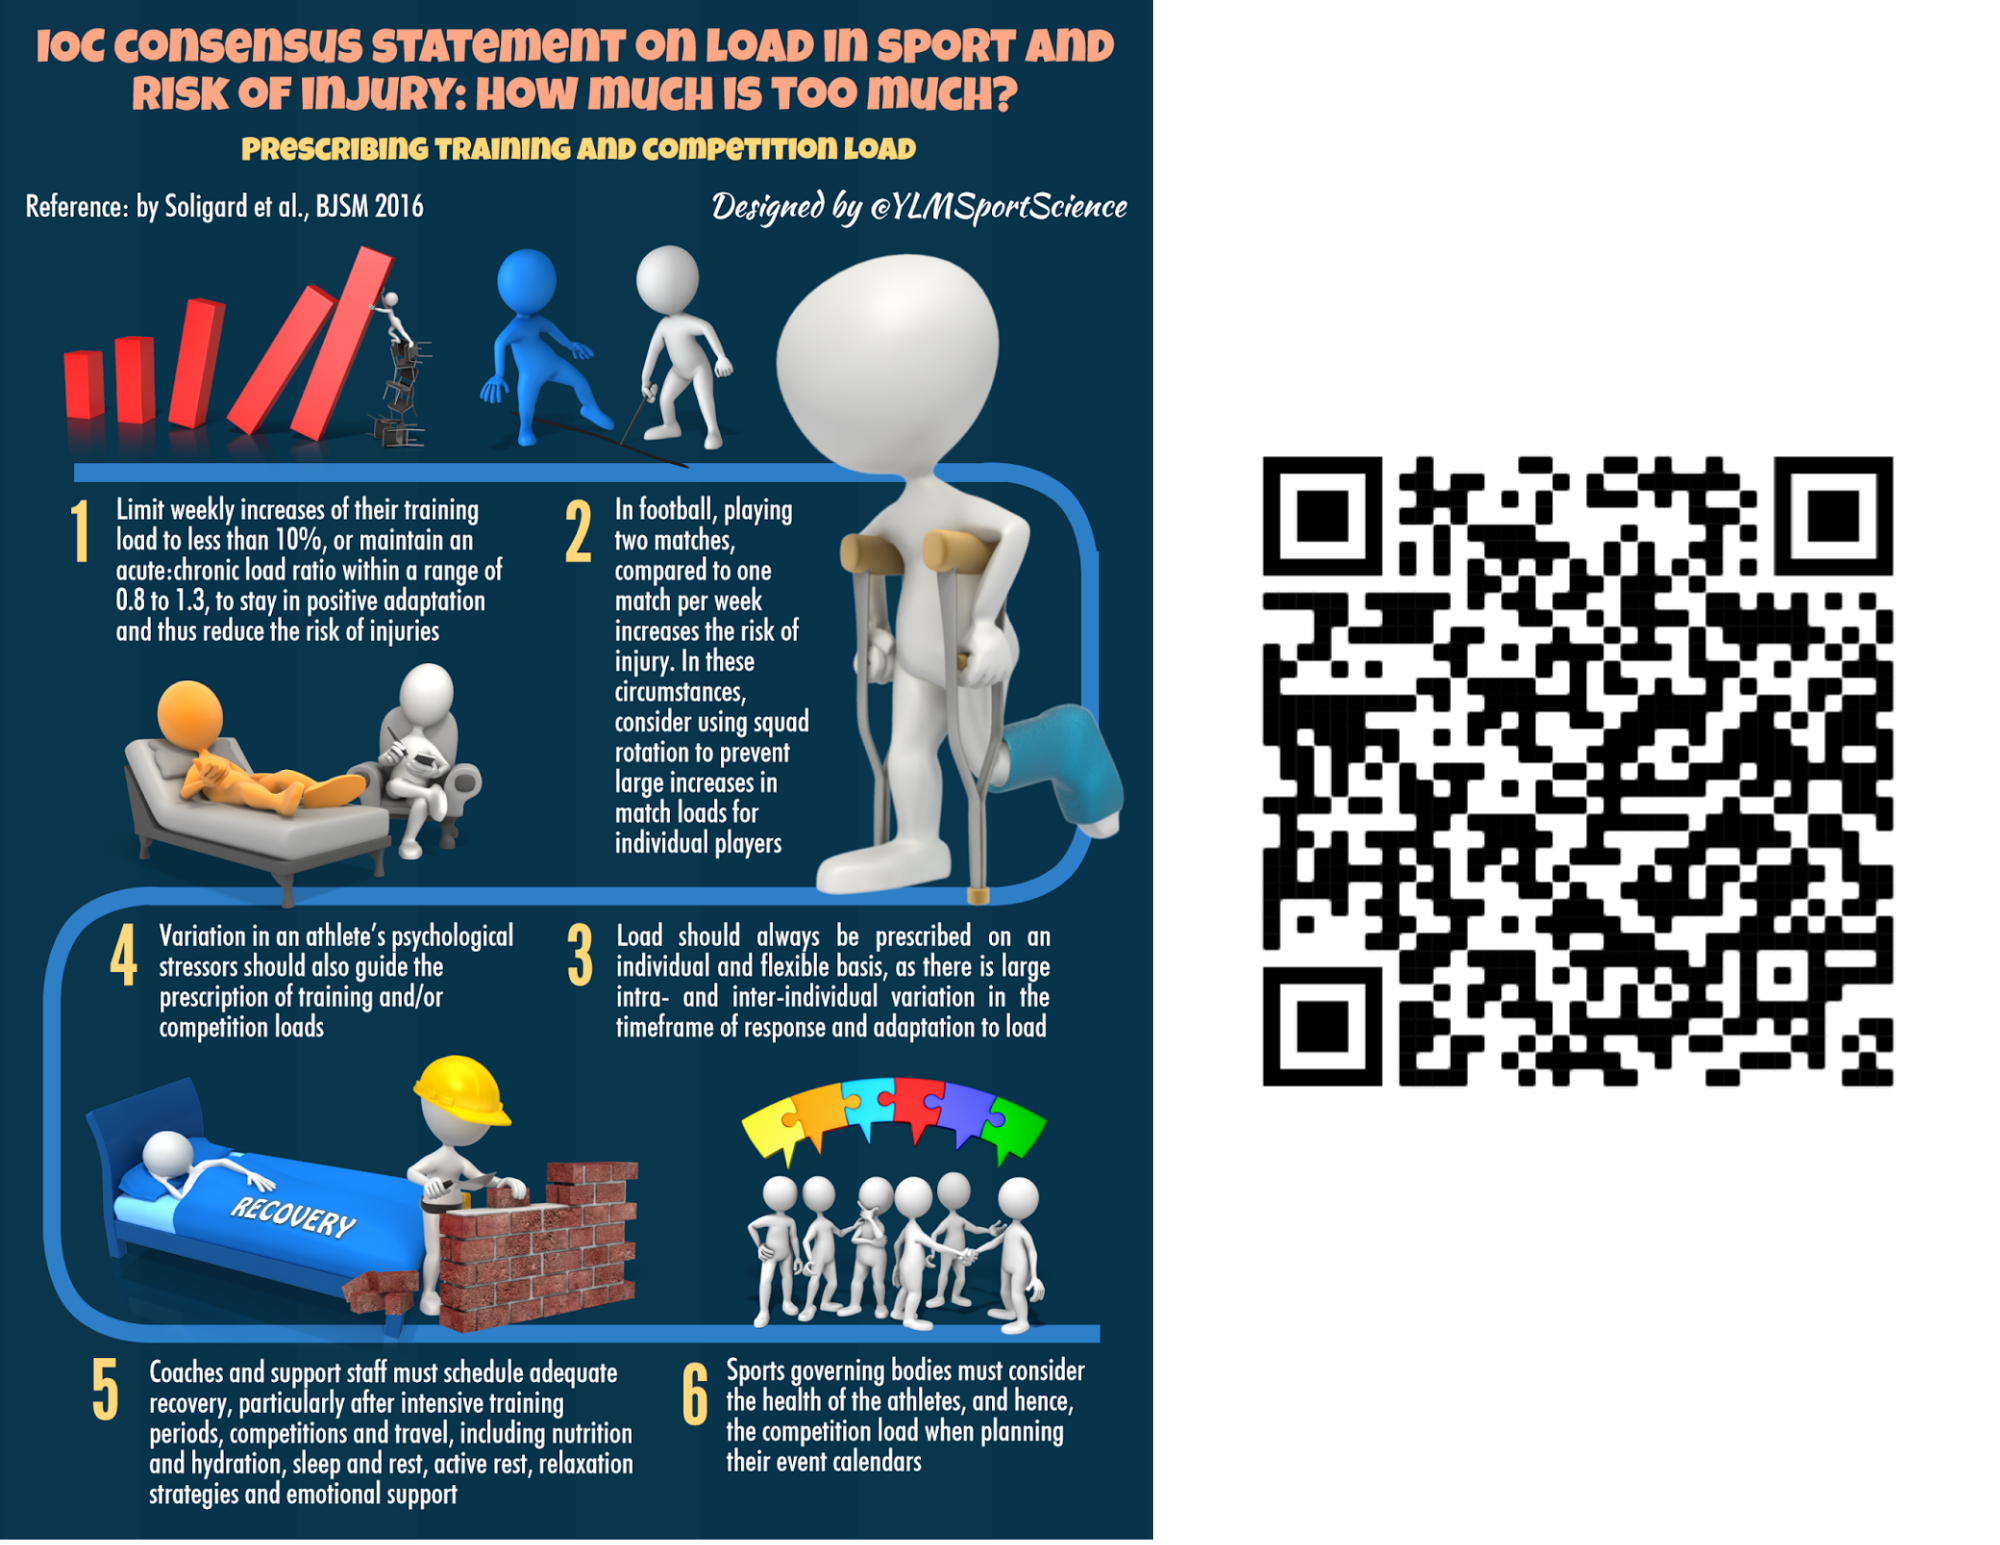 IOC CONSENSUS STATEMENT ON LOAD IN SPORT AND
RISK OF INJURY: HOW MUCH IS TOO MUCH?
PRESCRIBING TRAINING AND COMPETITION LOAD
Reference: by Soligard et al., BJSM 2016
Designed by @YLMSportScience
1
Limit weekly increases of their training
load to less than 10%, or maintain an
acute:chronic load ratio within a range of
0.8 to 1.3, to stay in positive adaptation
and thus reduce the risk of injuries
2
In football, playing
two matches,
compared to one
match per week
increases the risk of
injury. In these
circumstances,
consider using squad
rotation to prevent
large increases in
match loads for
individual players
3
Load should always be prescribed on an
individual and flexible basis, as there is large
intra- and inter-individual variation in the
timeframe of response and adaptation to load
4
Variation in an athlete's psychological
stressors should also guide the
prescription of training and/or
competition loads
RECOVERY
5
Coaches and support staff must schedule adequate
recovery, particularly after intensive training
periods, competitions and travel, including nutrition
and hydration, sleep and rest, active rest, relaxation
strategies and emotional support
6
Sports governing bodies must consider
the health of the athletes, and hence,
the competition load when planning
their event calendars